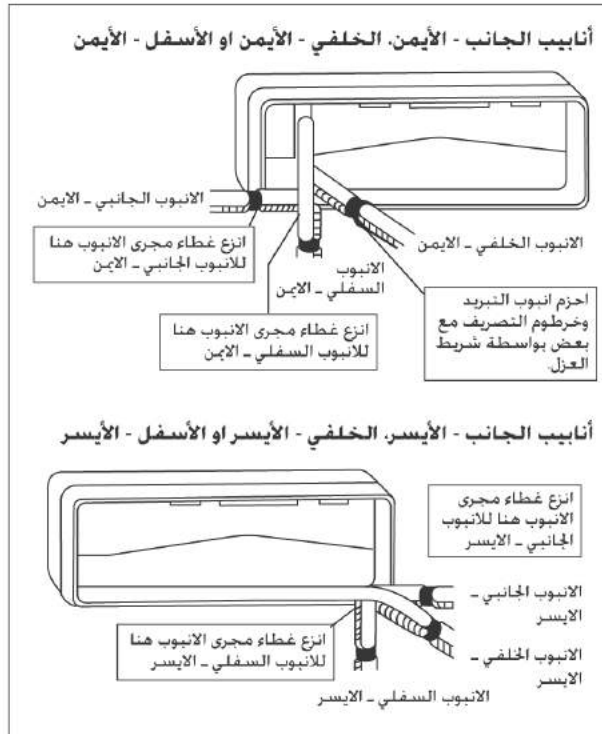 أنابيب الجانب - الأيمن، الخلفي - الأيمن او الأسفل - الأيمن
الانبوب الجانبي ـ الايمن
انزع غطاء مجرى الانبوب هنا
للانبوب الجانبي ـ الايمن
الانبوب
السفلي ـ الايمن
انزع غطاء مجرى الانبوب هنا
للانبوب السفلي ـ الايمن
الانبوب الخلفي ـ الايمن
احزم انبوب التبريد
وخرطوم التصريف مع
بعض بواسطة شريط
العزل.
أنابيب الجانب - الأيسر، الخلفي - الأيسر او الأسفل - الأيسر
انزع غطاء مجرى
الانبوب هنا للانبوب
الجانبي ـ الايسر
الانبوب الجانبي ـ
الايسر
الانبوب الخلفي ـ
الايسر
انزع غطاء مجرى الانبوب هنا
للانبوب السفلي ـ الايسر
الانبوب السفلي ـ الايسر